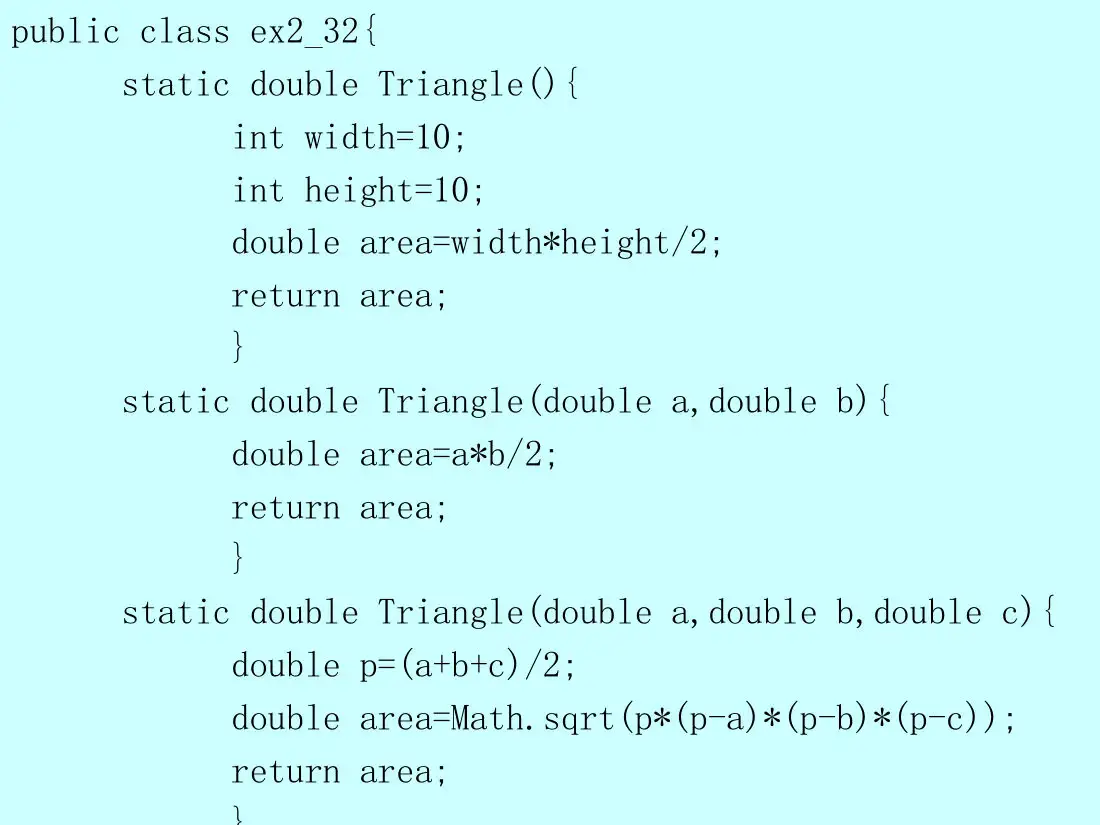 public class ex2_32{
static double Triangle(){
int width=10;
int height=10;
double area=width*height/2;
return area;
}
static double Triangle(double a,double b){
double area=a*b/2;
return area;
}
static double Triangle(double a,double b,double c){
double p=(a+b+c)/2;
double area=Math.sqrt(p*(p-a)*(p-b)*(p-c));
return area;
}